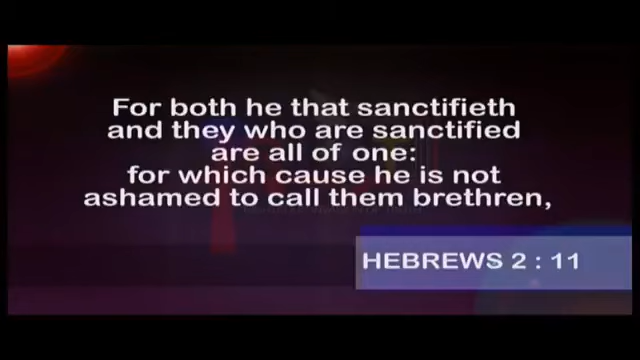 For both he that sanctifieth
and they who are sanctified
are all of one:
for which cause he is not
ashamed to call them brethren,
HEBREWS 2 : 11